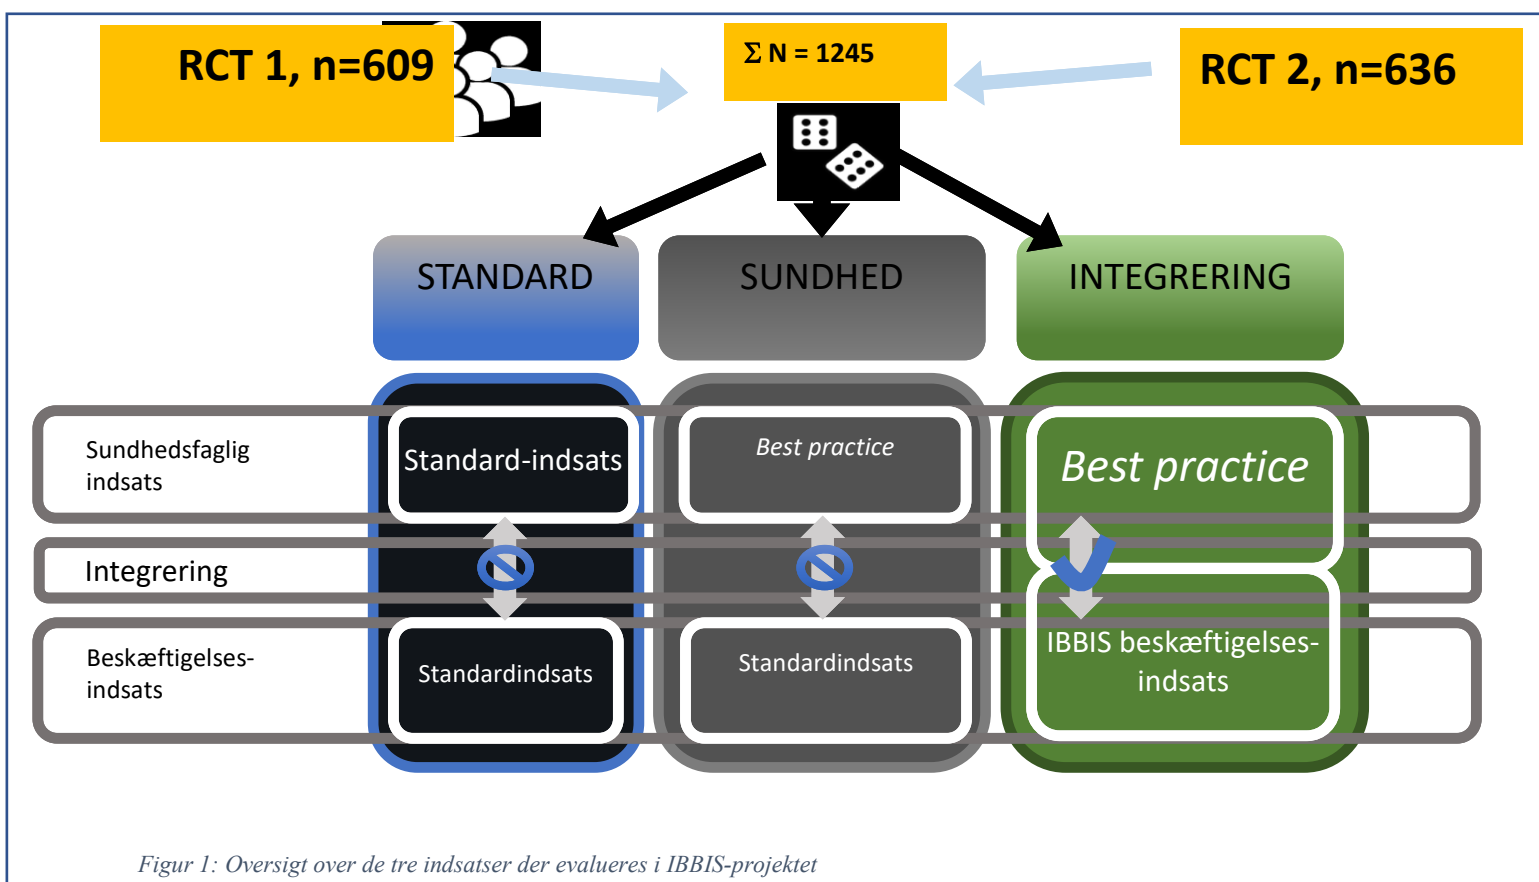 RCT 1, n=609
Σ N = 1245
RCT 2, n=636
STANDARD
SUNDHED
INTEGRERING
Sundhedsfaglig
indsats
Standard-indsats
Best practice
Best practice
Integrering
Beskæftigelses-
indsats
Standardindsats
Standardindsats
IBBIS beskæftigelses-
indsats
Figur 1: Oversigt over de tre indsatser der evalueres i IBBIS-projektet